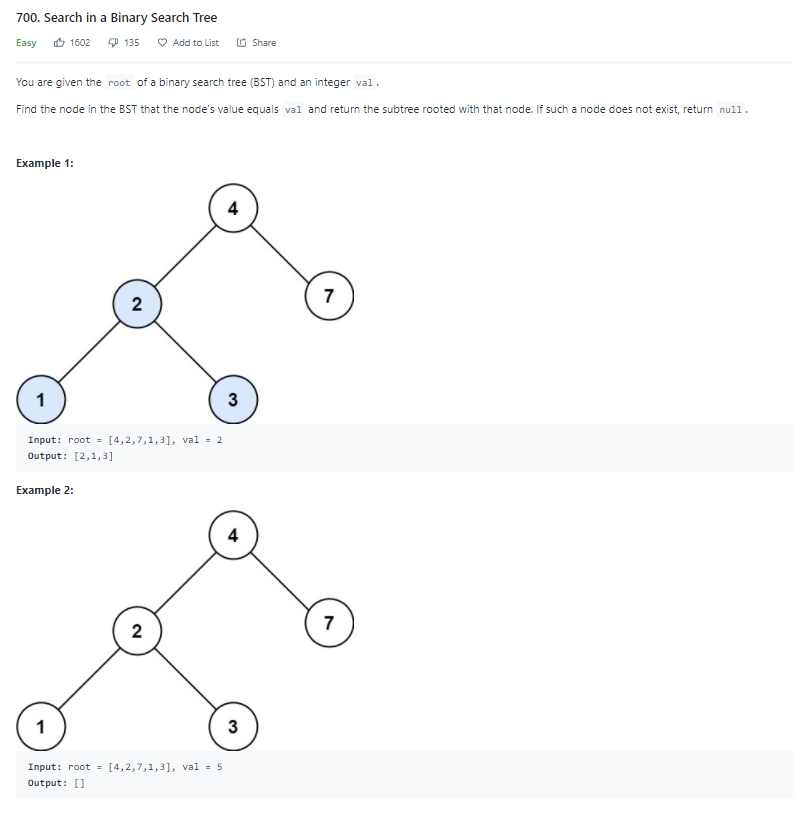 700. Search in a Binary Search Tree
Easy 1602 135 Add to List Share
You are given the root of a binary search tree (BST) and an integer val.
Find the node in the BST that the node's value equals val and return the subtree rooted with that node. If such a node does not exist, return null.
Example 1:
4
2 7
1 3
Input: root = [4,2,7,1,3], val = 2
Output: [2,1,3]
Example 2:
4
2 7
1 3
Input: root = [4,2,7,1,3], val = 5
Output: []